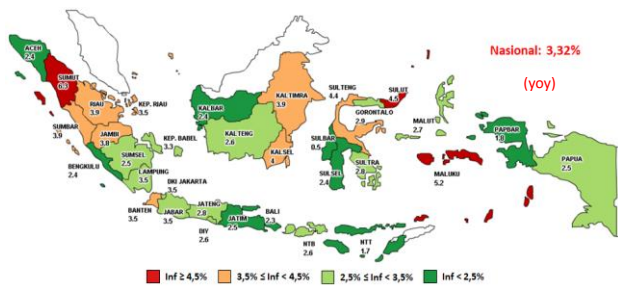 Nasional: 3,32%
(yoy)
ACEH
2.4
SUMUT
6.3
RIAU
3.9
KEP. RIAU
3.5
SUMBAR
3.9
JAMBI
3.8
KEP. BABEL
3.3
SUMSEL
2.5
BENGKULU
2.4
LAMPUNG
3.5
DKI JAKARTA
3.5
BANTEN
3.5
JABAR
3.5
JATENG
2.8
DIY
2.6
JATIM
2.5
BALI
2.3
NTB
2.6
NTT
1.7
KALBAR
2.4
KALTENG
2.6
KALTIMRA
3.9
KALSEL
4
SULTENG
4.4
SULUT
4.5
GORONTALO
2.9
SULBAR
0.5
SULSEL
2.4
SULTRA
2.8
MALUT
2.7
MALUKU
5.2
PAPBAR
1.8
PAPUA
2.5
Inf ≥ 4,5%
3,5% ≤ Inf < 4,5%
2,5% ≤ Inf < 3,5%
Inf < 2,5%